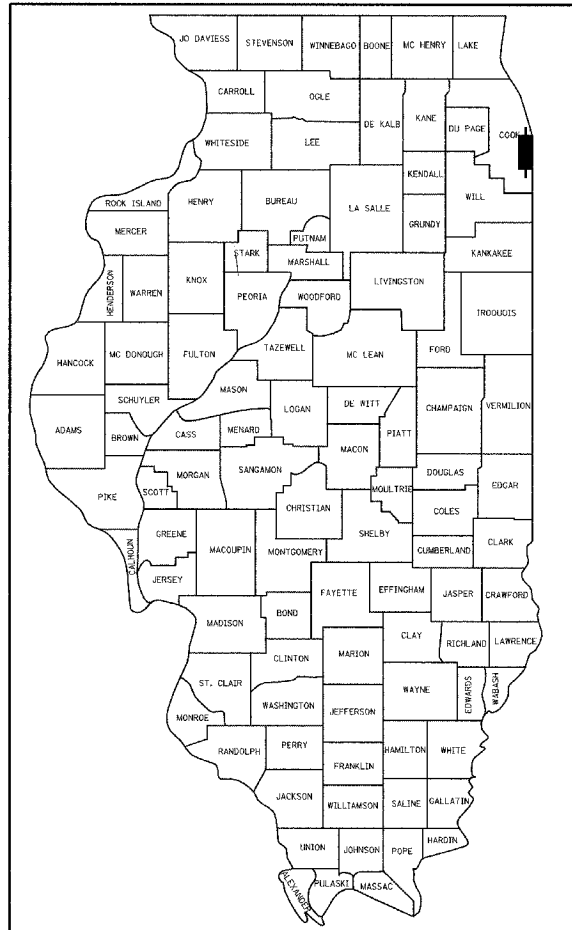 JO DAVIESS
STEVENSON
WINNEBAGO
BOONE
MC HENRY
LAKE
CARROLL
OGLE
DE KALB
KANE
DU PAGE
COOK
WHITESIDE
LEE
KENDALL
WILL
ROOK ISLAND
HENRY
BUREAU
LA SALLE
GRUNDY
MERCER
PUTNAM
STARK
MARSHALL
KANKAKEE
HENDERSON
WARREN
KNOX
PEORIA
WOODFORD
LIVINGSTON
TROQUOIS
HANCOCK
MC DONOUGH
FULTON
TAZEWELL
MC LEAN
FORD
MASON
SCHUYLER
LOGAN
DE WITT
CHAMPAIGN
VERMILION
ADAMS
BROWN
CASS
MENARD
PIATT
MACON
SANGAMON
MORGAN
SCOTT
PIKE
DOUGLAS
EDGAR
MOULTRIE
CHRISTIAN
COLES
GREENE
MACOUPIN
MONTGOMERY
SHELBY
CUMBERLAND
CLARK
CALHOUN
JERSEY
FAYETTE
EFFINGHAM
JASPER
CRAWFORD
MADISON
BOND
CLAY
RICHLAND
LAWRENCE
CLINTON
MARION
ST. CLAIR
WAYNE
EDWARDS
WABASH
WASHINGTON
JEFFERSON
MONROE
RANDOLPH
PERRY
HAMILTON
WHITE
FRANKLIN
JACKSON
WILLIAMSON
SALINE
GALLATIN
UNION
JOHNSON
POPE
HARDIN
ALEXANDER
PULASKI
MASSAC